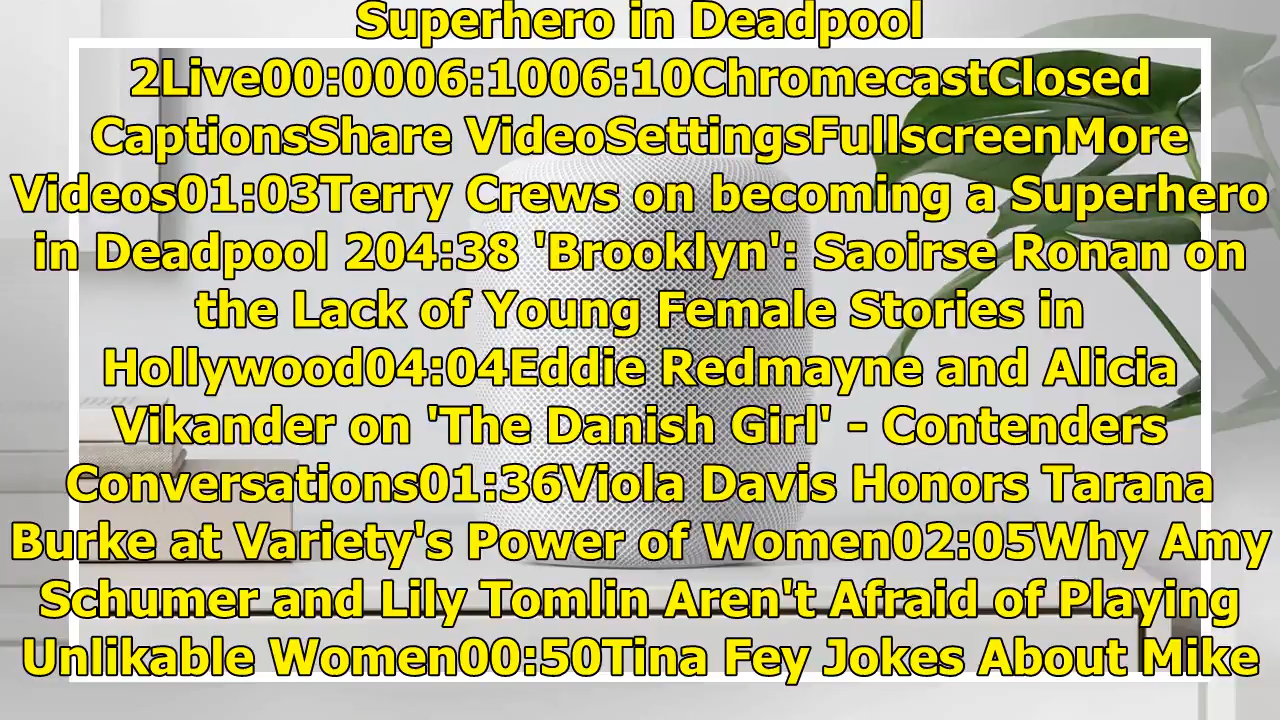 Superhero in Deadpool
2Live00:0006:1006:10ChromecastClosed
CaptionsShare VideoSettingsFullscreenMore
Videos01:03Terry Crews on becoming a Superhero
in Deadpool 204:38 'Brooklyn': Saoirse Ronan on
the Lack of Young Female Stories in
Hollywood04:04Eddie Redmayne and Alicia
Vikander on 'The Danish Girl' - Contenders
Conversations01:36Viola Davis Honors Tarana
Burke at Variety's Power of Women02:05Why Amy
Schumer and Lily Tomlin Aren't Afraid of Playing
Unlikable Women00:50Tina Fey Jokes About Mike